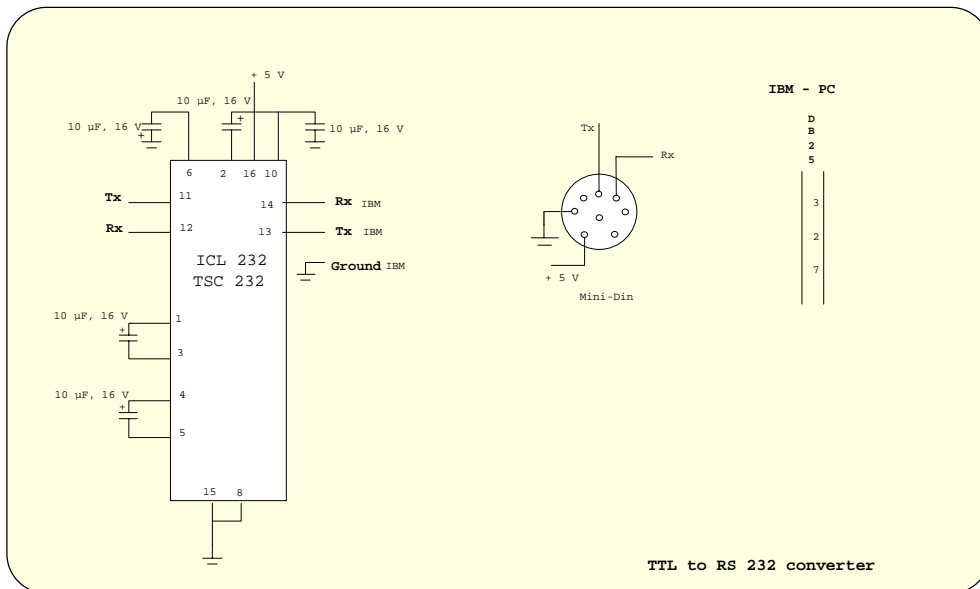 + 5 V
10 µF, 16 V
+
10 µF, 16 V
+
10 µF, 16 V
6 2 16 10
Tx
11
14
Rx IBM
Rx
12
13
Tx IBM
ICL 232
TSC 232
Ground IBM
10 µF, 16 V
+
1
3
10 µF, 16 V
+
4
5
15 8
Tx
Rx
+ 5 V
Mini-Din
IBM - PC
D
B
2
5
3
2
7
TTL to RS 232 converter